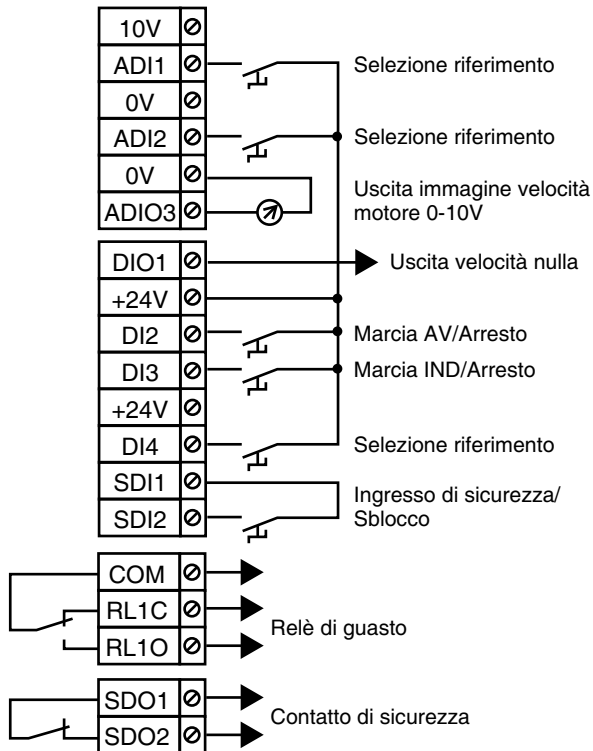 10V
ADI1
Selezione riferimento
0V
ADI2
Selezione riferimento
0V
Uscita immagine velocità
motore 0-10V
ADIO3
DIO1
Uscita velocità nulla
+24V
DI2
Marcia AV/Arresto
DI3
Marcia IND/Arresto
+24V
DI4
Selezione riferimento
SDI1
Ingresso di sicurezza/
Sblocco
SDI2
COM
RL1C
Relè di guasto
RL1O
SDO1
Contatto di sicurezza
SDO2